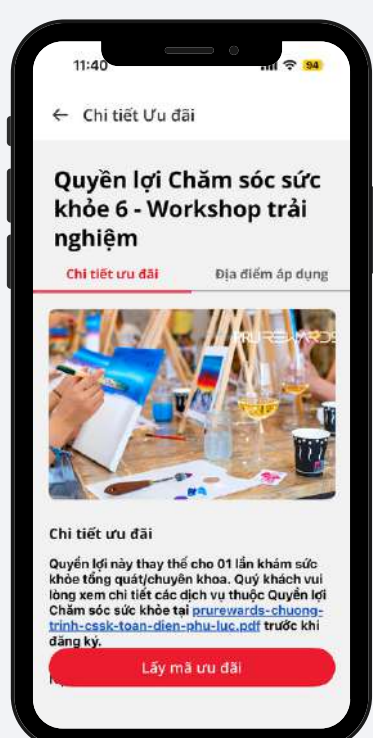 11:40
94
← Chi tiết Ưu đãi
Quyền lợi Chăm sóc sức
khỏe 6 - Workshop trải
nghiệm
Chi tiết ưu đãi
Địa điểm áp dụng
PRUREWARDS
Chi tiết ưu đãi
Quyền lợi này thay thế cho 01 lần khám sức
khỏe tổng quát/chuyên khoa. Quý khách vui
lòng xem chi tiết các dịch vụ thuộc Quyền lợi
Chăm sóc sức khỏe tại prurewards-chuong-
trinh-cssk-toan-dien-phu-luc.pdf trước khi
đăng ký.
Lấy mã ưu đãi